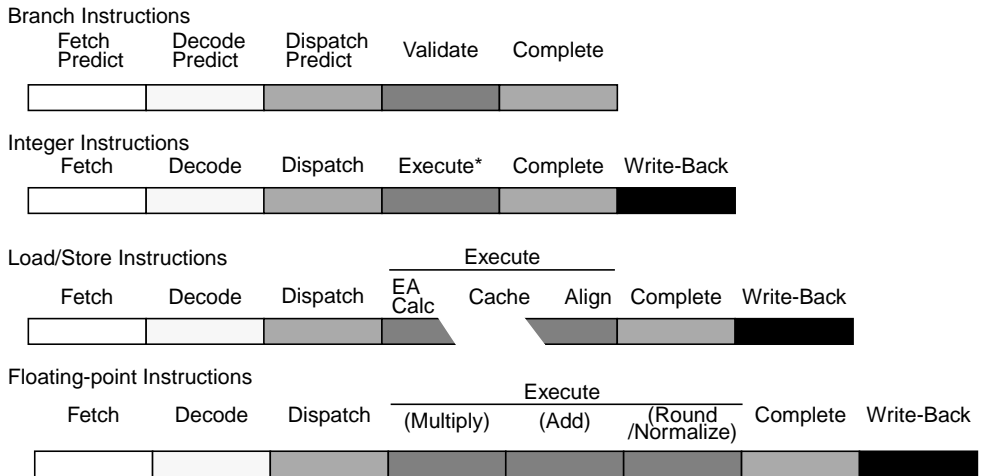 Branch Instructions
Fetch Decode Dispatch Validate Complete
Predict Predict Predict
Integer Instructions
Fetch Decode Dispatch Execute* Complete Write-Back
Load/Store Instructions
Execute
Fetch Decode Dispatch EA Cache Align Complete Write-Back
Calc
Floating-point Instructions
Execute
Fetch Decode Dispatch (Multiply) (Add) (Round Complete Write-Back
/Normalize)